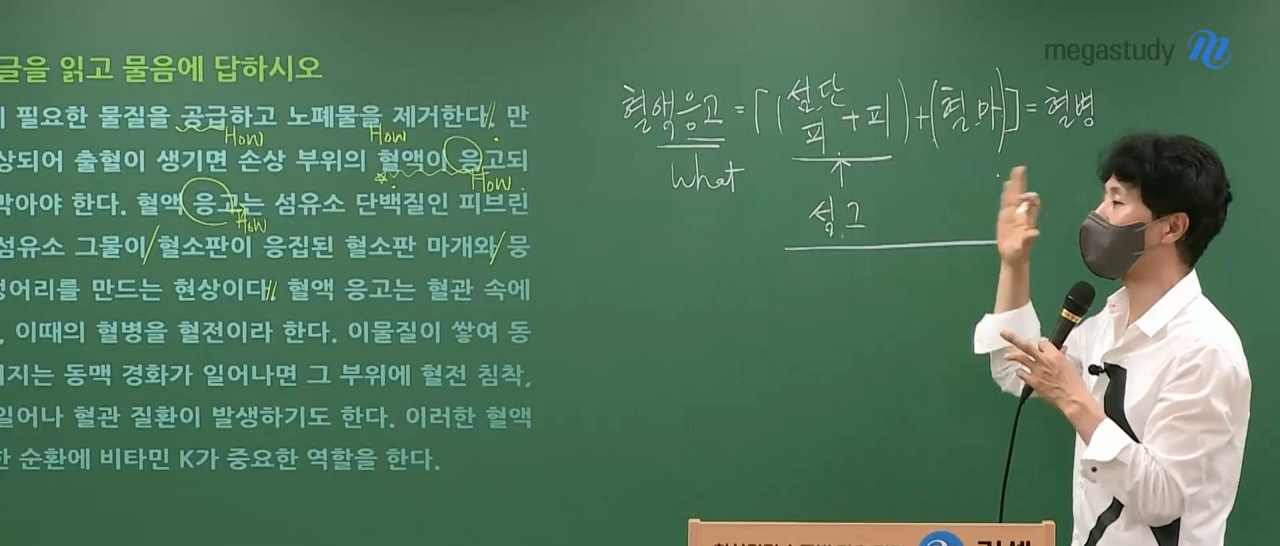 megastudy
글을 읽고 물음에 답하시오
필요한 물질을 공급하고 노폐물을 제거한다. 만
상되어 출혈이 생기면 손상 부위의 혈액이 응고되
막아야 한다. 혈액 응고는 섬유소 단백질인 피브린
섬유소 그물이 혈소판이 응집된 혈소판 마개와 뭉
성어리를 만드는 현상이다. 혈액 응고는 혈관 속에
, 이때의 혈병을 혈전이라 한다. 이물질이 쌓여 동
지는 동맥 경화가 일어나면 그 부위에 혈전 침착,
일어나 혈관 질환이 발생하기도 한다. 이러한 혈액
한 순환에 비타민 K가 중요한 역할을 한다.
How
How
How
How
혈액응고 = [(섬.단 피 + 피) + (혈.마)] = 혈병
What
섬.그